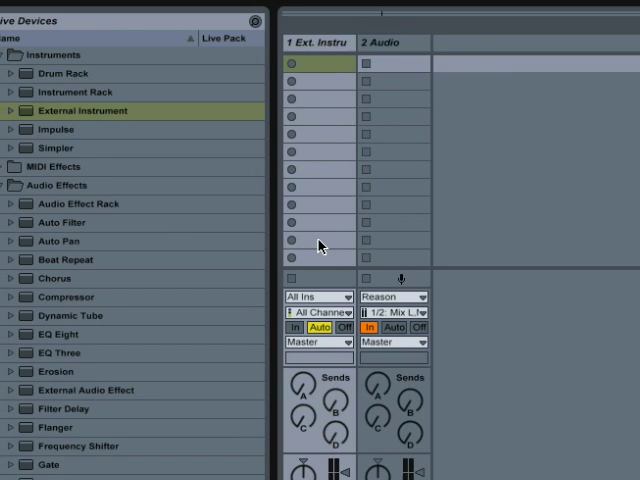 ive Devices
ame Live Pack
Instruments
Drum Rack
Instrument Rack
External Instrument
Impulse
Simpler
MIDI Effects
Audio Effects
Audio Effect Rack
Auto Filter
Auto Pan
Beat Repeat
Chorus
Compressor
Dynamic Tube
EQ Eight
EQ Three
Erosion
External Audio Effect
Filter Delay
Flanger
Frequency Shifter
Gate
1 Ext. Instru 2 Audio
All Ins Reason
All Channe 1/2: Mix L.
In Auto Off In Auto Off
Master Master
Sends Sends
A B A B
C D C D